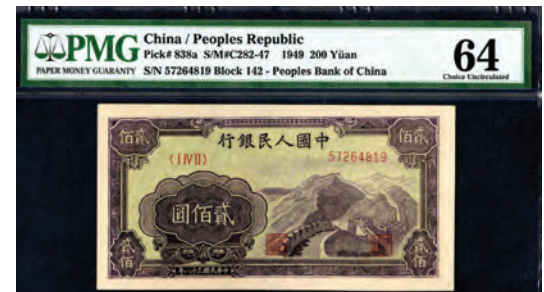 PMG
PAPER MONEY GUARANTY
China / Peoples Republic
Pick# 838a S/M#C282-47 1949 200 Yüan
S/N 57264819 Block 142 - Peoples Bank of China
64
Choice Uncirculated
佰貳
行銀民人國中
佰貳
(I IV II)
57264819
圓佰貳
貳佰
貳佰